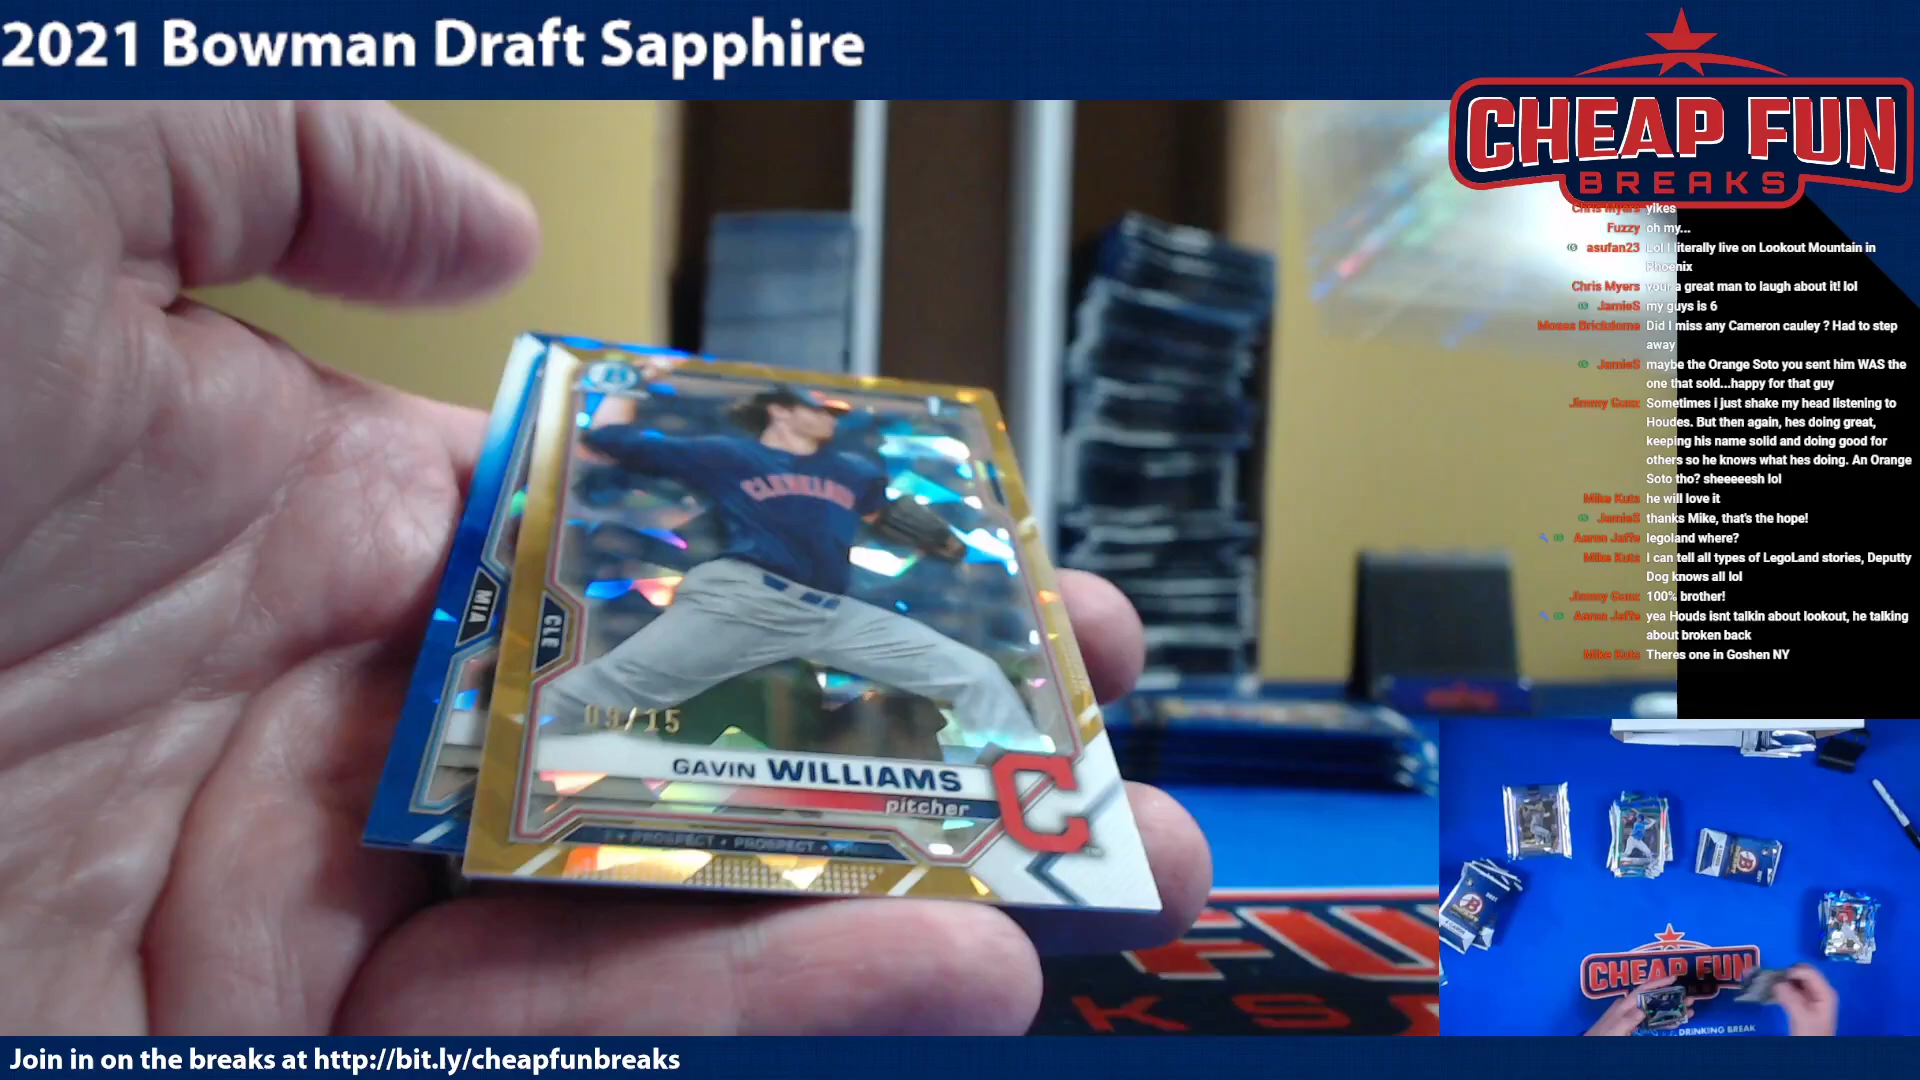 2021 Bowman Draft Sapphire
CHEAP FUN
BREAKS
Chris Myers yikes
Fuzzy oh my...
asufan23 Lol I literally live on Lookout Mountain in
Phoenix
Chris Myers your a great man to laugh about it! lol
JamieS my guys is 6
Moses Brickdome Did I miss any Cameron cauley ? Had to step
away
JamieS maybe the Orange Soto you sent him WAS the
one that sold...happy for that guy
Jimmy Gunz Sometimes i just shake my head listening to
Houdes. But then again, hes doing great,
keeping his name solid and doing good for
others so he knows what hes doing. An Orange
Soto tho? sheeeeesh lol
Mike Kutz he will love it
JamieS thanks Mike, that's the hope!
Aaron Jaffe legoland where?
Mike Kutz I can tell all types of LegoLand stories, Deputty
Dog knows all lol
Jimmy Gunz 100% brother!
Aaron Jaffe yea Houds isnt talkin about lookout, he talking
about broken back
Mike Kutz Theres one in Goshen NY
CLEVELAND
MIA
CLE
09/15
GAVIN WILLIAMS
pitcher
PROSPECT • PROSPECT
C
FU
KS
CHEAP FUN
DRINKING BREAK
Join in on the breaks at http://bit.ly/cheapfunbreaks